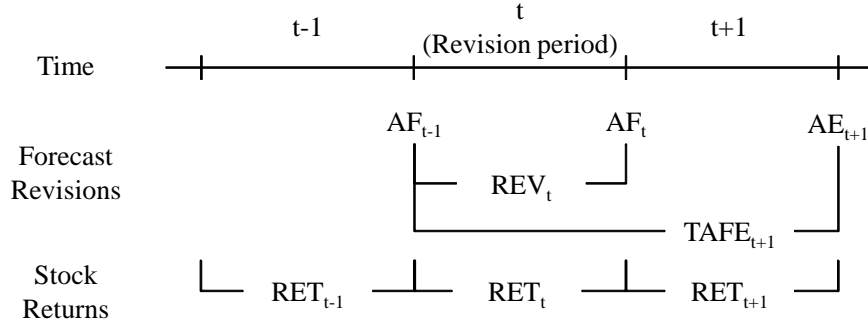 t-1 t t+1
(Revision period)
Time
AF_{t-1} AF_t AE_{t+1}
Forecast
Revisions
REV_t
TAFE_{t+1}
Stock
Returns
RET_{t-1} RET_t RET_{t+1}